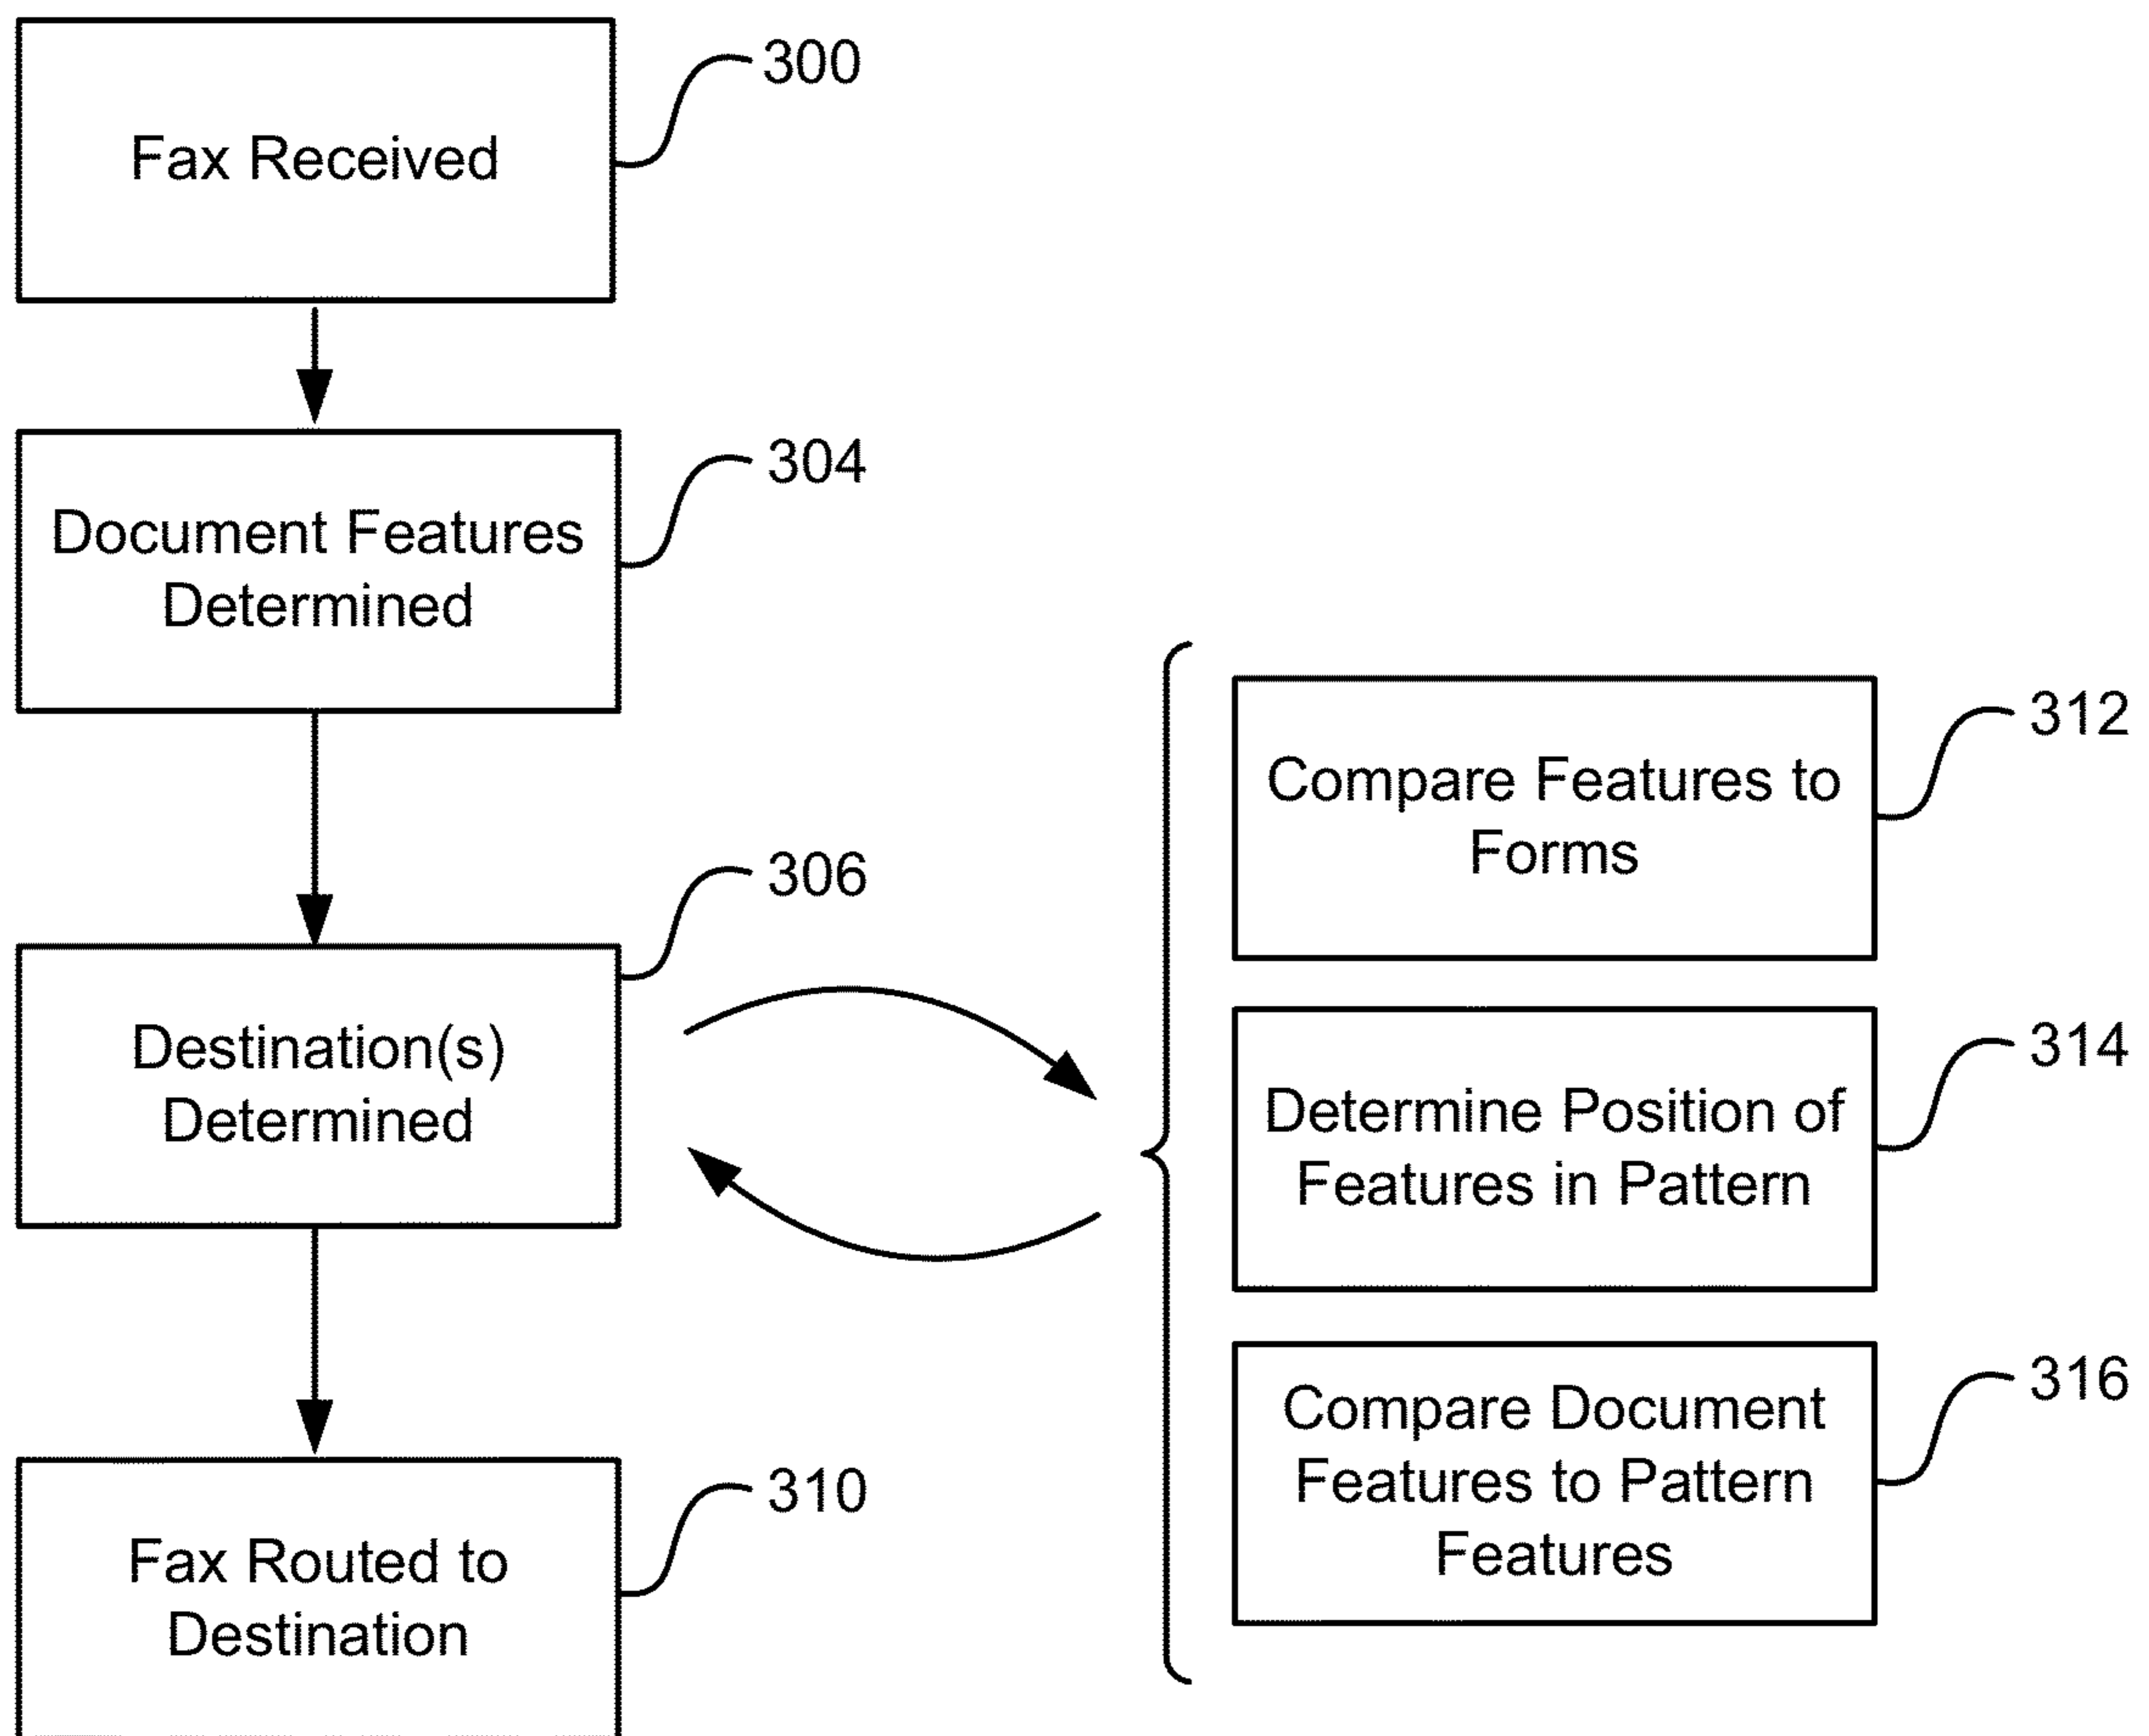 Fax Received
300
Document Features
Determined
304
Destination(s)
Determined
306
Fax Routed to
Destination
310
Compare Features to
Forms
312
Determine Position of
Features in Pattern
314
Compare Document
Features to Pattern
Features
316